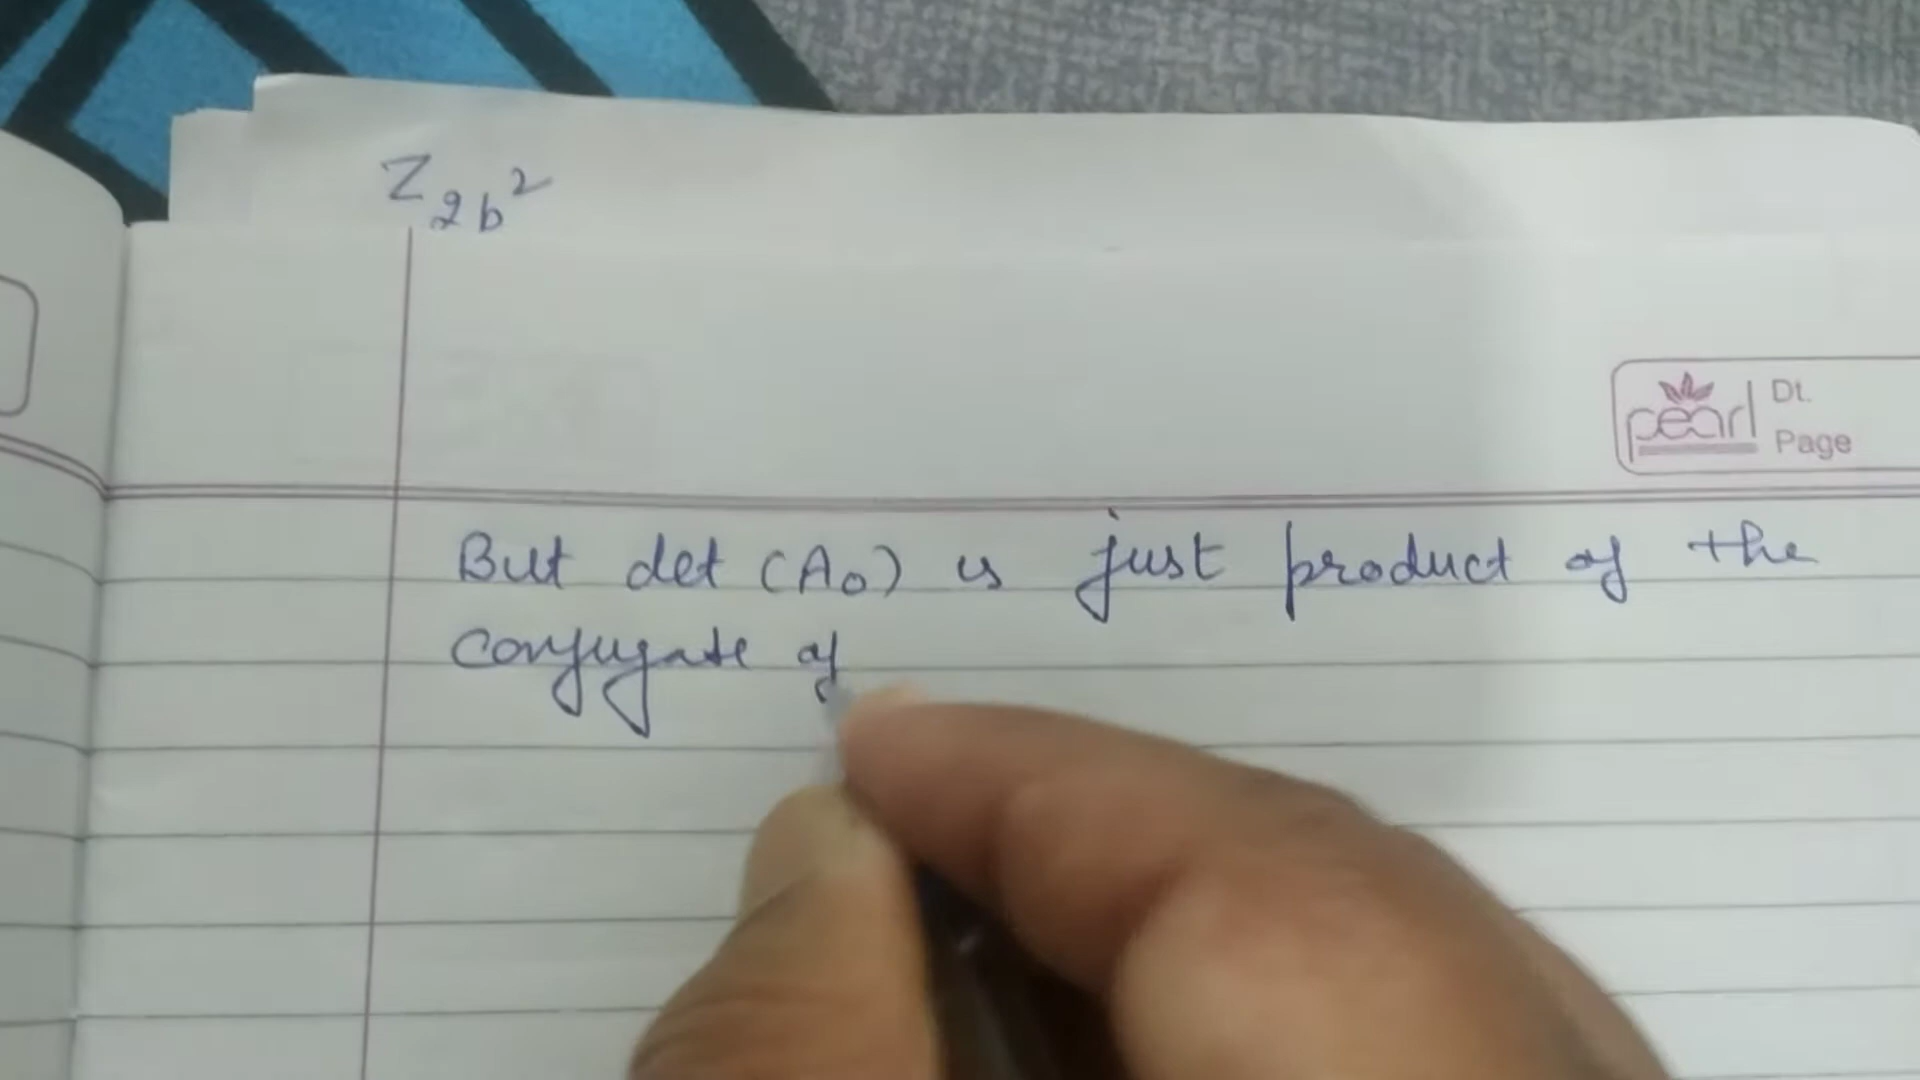 Z2b²
pearl
Dt.
Page
But det (A0) is just product of the
conjugate of